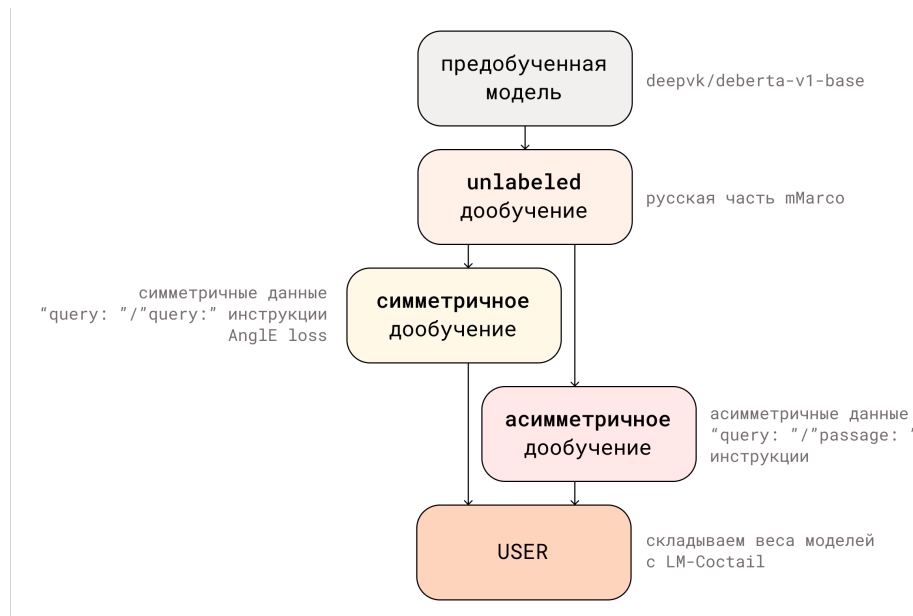 предобученная
модель
deepvk/deberta-v1-base
unlabeled
дообучение
русская часть mMarco
симметричные данные
“query: ”/”query:” инструкции
AnglE loss
симметричное
дообучение
асимметричное
дообучение
асимметричные данные
“query: ”/”passage: ”
инструкции
USER
складываем веса моделей
с LM-Coctail